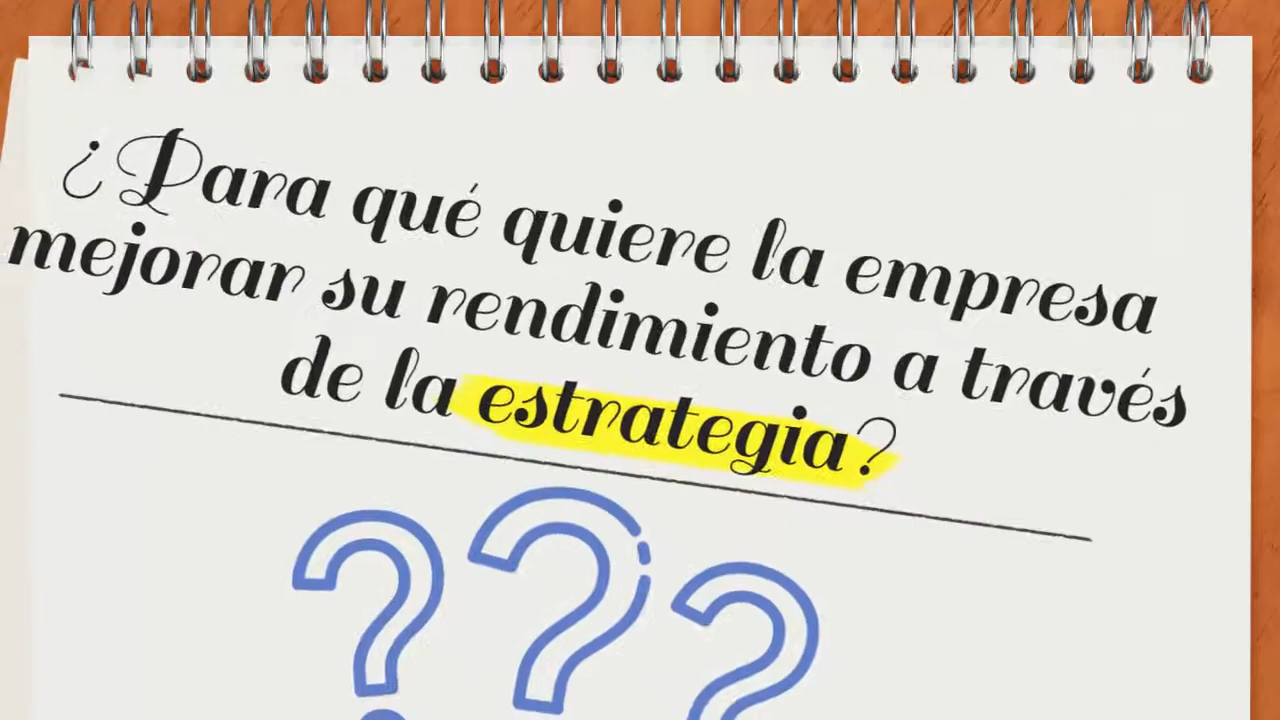 ¿Para qué quiere la empresa
mejorar su rendimiento a través
de la estrategia?